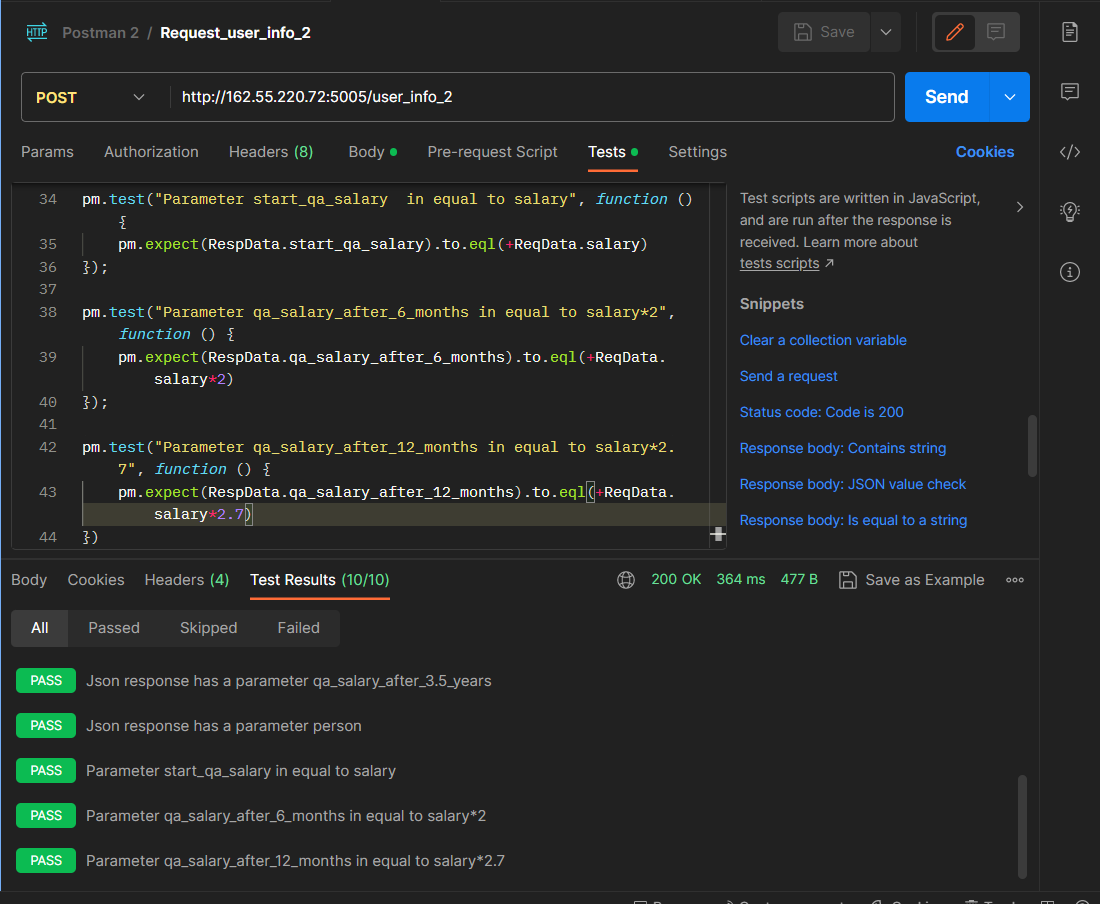 HTTP Postman 2 / Request_user_info_2 Save
POST http://162.55.220.72:5005/user_info_2 Send
Params Authorization Headers (8) Body Pre-request Script Tests Settings Cookies
34 pm.test("Parameter start_qa_salary  in equal to salary", function ()
{
35 pm.expect(RespData.start_qa_salary).to.eql(+ReqData.salary)
36 });
37
38 pm.test("Parameter qa_salary_after_6_months in equal to salary*2",
function () {
39 pm.expect(RespData.qa_salary_after_6_months).to.eql(+ReqData.
salary*2)
40 });
41
42 pm.test("Parameter qa_salary_after_12_months in equal to salary*2.
7", function () {
43 pm.expect(RespData.qa_salary_after_12_months).to.eql(+ReqData.
salary*2.7)
44 })
Test scripts are written in JavaScript,
and are run after the response is
received. Learn more about
tests scripts ↗
Snippets
Clear a collection variable
Send a request
Status code: Code is 200
Response body: Contains string
Response body: JSON value check
Response body: Is equal to a string
Body Cookies Headers (4) Test Results (10/10) 200 OK 364 ms 477 B Save as Example
All Passed Skipped Failed
PASS Json response has a parameter qa_salary_after_3.5_years
PASS Json response has a parameter person
PASS Parameter start_qa_salary in equal to salary
PASS Parameter qa_salary_after_6_months in equal to salary*2
PASS Parameter qa_salary_after_12_months in equal to salary*2.7